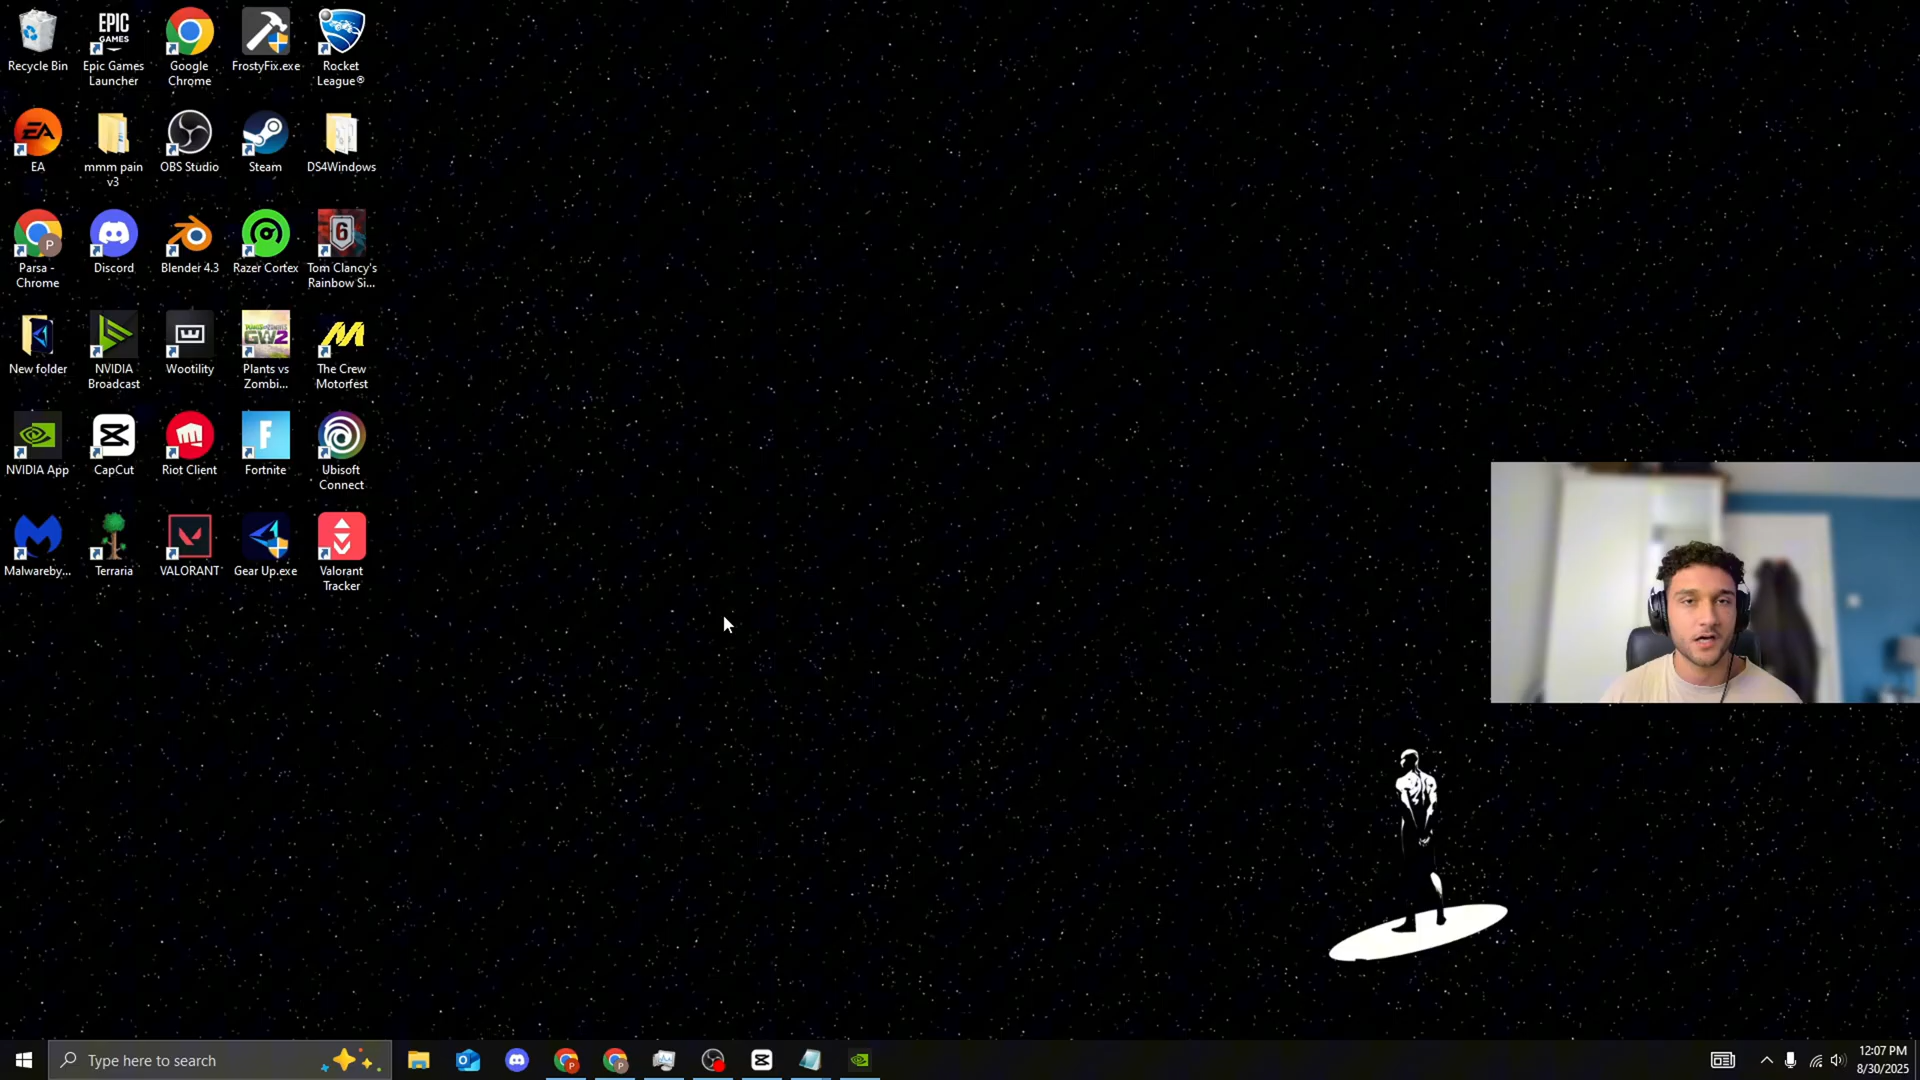 Recycle Bin
EPIC
GAMES
Epic Games
Launcher
Google
Chrome
FrostyFix.exe
Rocket
League®
EA
EA
mmm pain
v3
OBS Studio
Steam
DS4Windows
P
Parsa -
Chrome
Discord
Blender 4.3
Razer Cortex
6
Tom Clancy's
Rainbow Si...
New folder
NVIDIA
Broadcast
Wootility
GW2
Plants vs
Zombi...
The Crew
Motorfest
NVIDIA App
CapCut
Riot Client
F
Fortnite
Ubisoft
Connect
Malwareby...
Terraria
VALORANT
Gear Up.exe
Valorant
Tracker
Type here to search
12:07 PM
8/30/2025